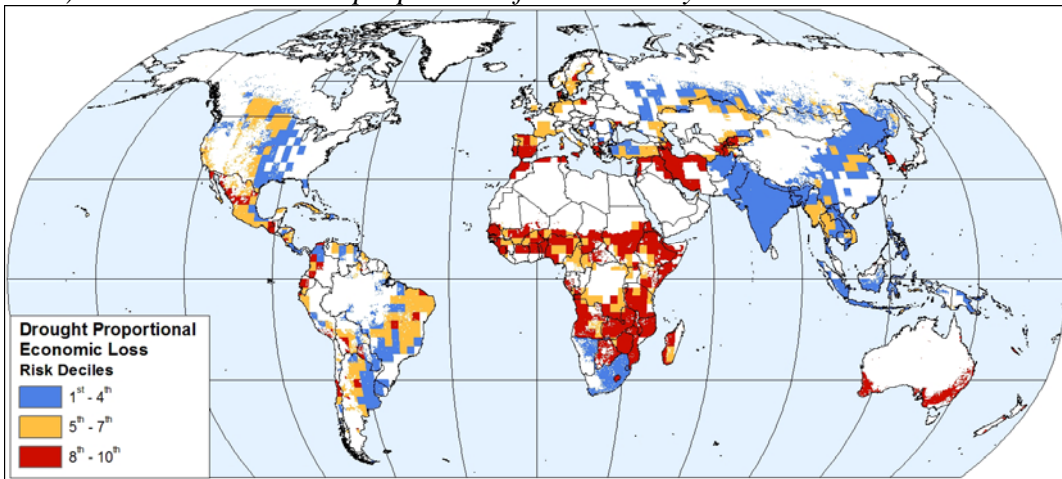 Drought Proportional
Economic Loss
Risk Deciles
1st - 4th
5th - 7th
8th - 10th